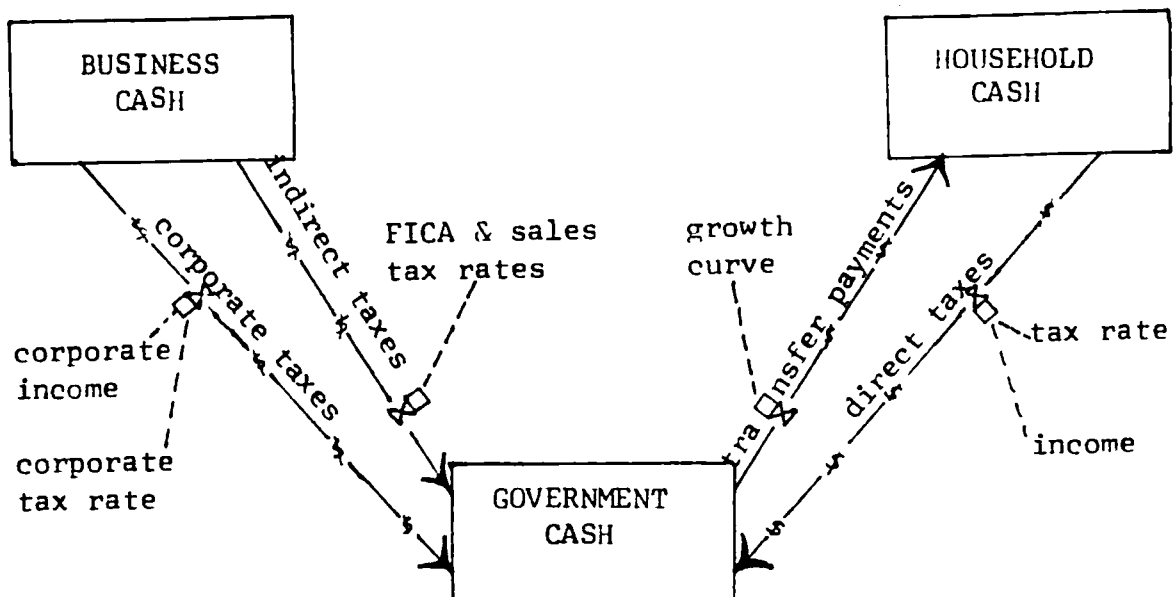 BUSINESS
CASH
HOUSEHOLD
CASH
indirect taxes
corporate taxes
FICA & sales
tax rates
growth
curve
transfer payments
direct taxes
corporate
income
corporate
tax rate
tax rate
income
GOVERNMENT
CASH
$ $ $ $ $ $ $ $ $ $ $ $ $